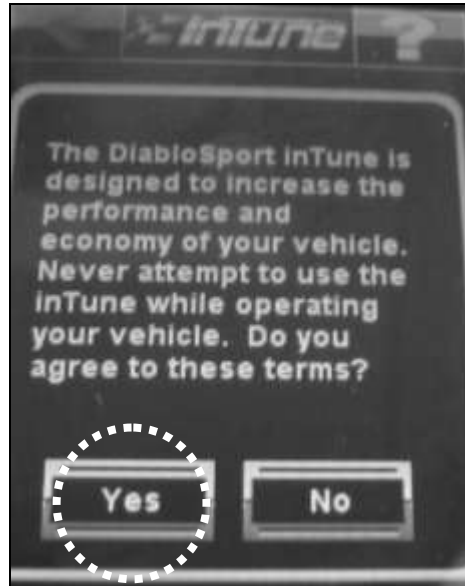 inTune ?
The DiabloSport inTune is
designed to increase the
performance and
economy of your vehicle.
Never attempt to use the
inTune while operating
your vehicle.  Do you
agree to these terms?
Yes No